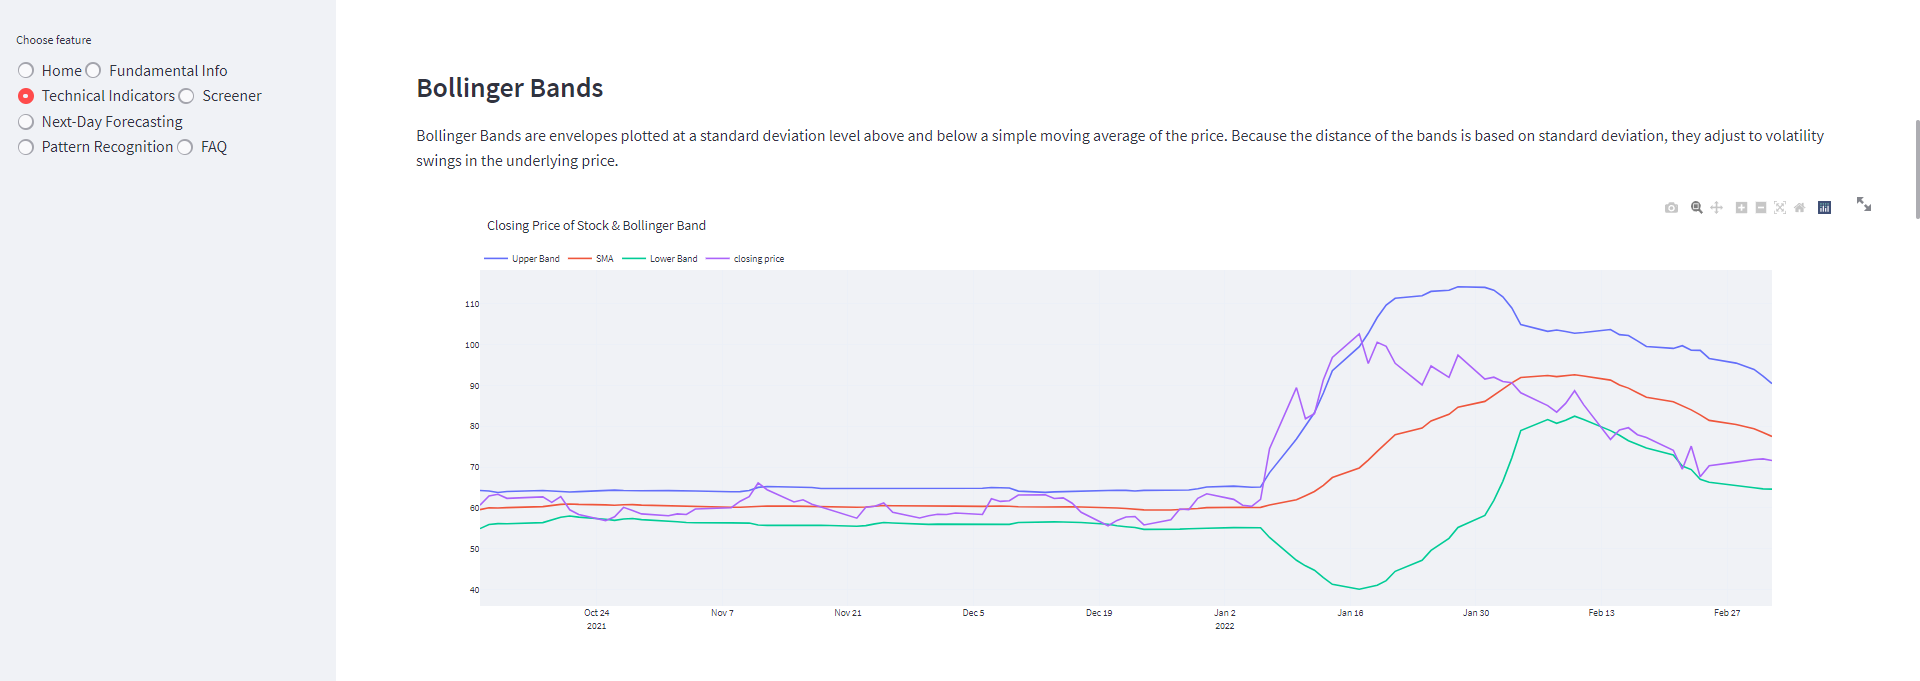 Choose feature
Home Fundamental Info
Technical Indicators Screener
Next-Day Forecasting
Pattern Recognition FAQ
Bollinger Bands
Bollinger Bands are envelopes plotted at a standard deviation level above and below a simple moving average of the price. Because the distance of the bands is based on standard deviation, they adjust to volatility
swings in the underlying price.
Closing Price of Stock & Bollinger Band
Upper Band SMA Lower Band closing price
110
100
90
80
70
60
50
40
Oct 24 Nov 7 Nov 21 Dec 5 Dec 19 Jan 2 Jan 16 Jan 30 Feb 13 Feb 27
2021 2022